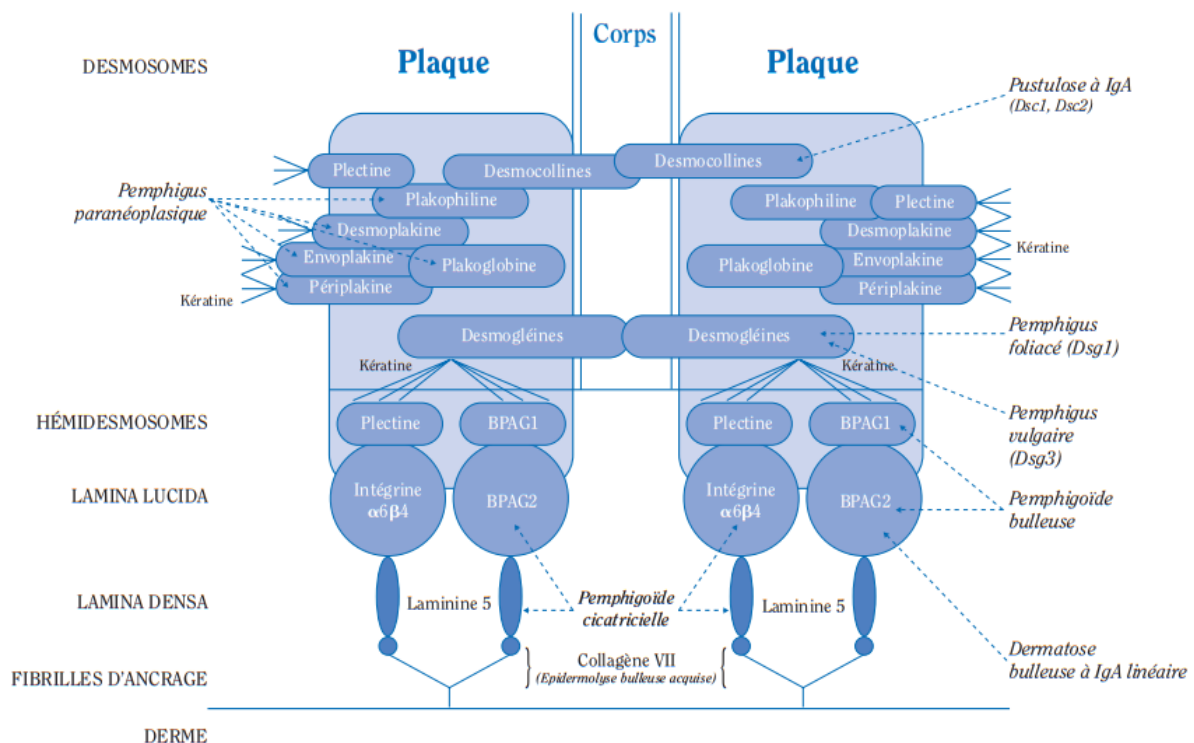 Corps
DESMOSOMES
Plaque
Plaque
Pustulose à IgA
(Dsc1, Dsc2)
Desmocollines
Desmocollines
Plectine
Pemphigus
paranéoplasique
Plakophiline
Plakophiline
Plectine
Desmoplakine
Desmoplakine
Kératine
Envoplakine
Plakoglobine
Plakoglobine
Envoplakine
Périplakine
Périplakine
Kératine
Desmogléines
Desmogléines
Pemphigus
foliacé (Dsg1)
Kératine
Kératine
HÉMIDESMOSOMES
Plectine
BPAG1
Plectine
BPAG1
Pemphigus
vulgaire
(Dsg3)
LAMINA LUCIDA
Intégrine
α6β4
BPAG2
Intégrine
α6β4
BPAG2
Pemphigoïde
bulleuse
LAMINA DENSA
Laminine 5
Pemphigoïde
cicatricielle
Laminine 5
Collagène VII
(Epidermolyse bulleuse acquise)
Dermatose
bulleuse à IgA linéaire
FIBRILLES D'ANCRAGE
DERME